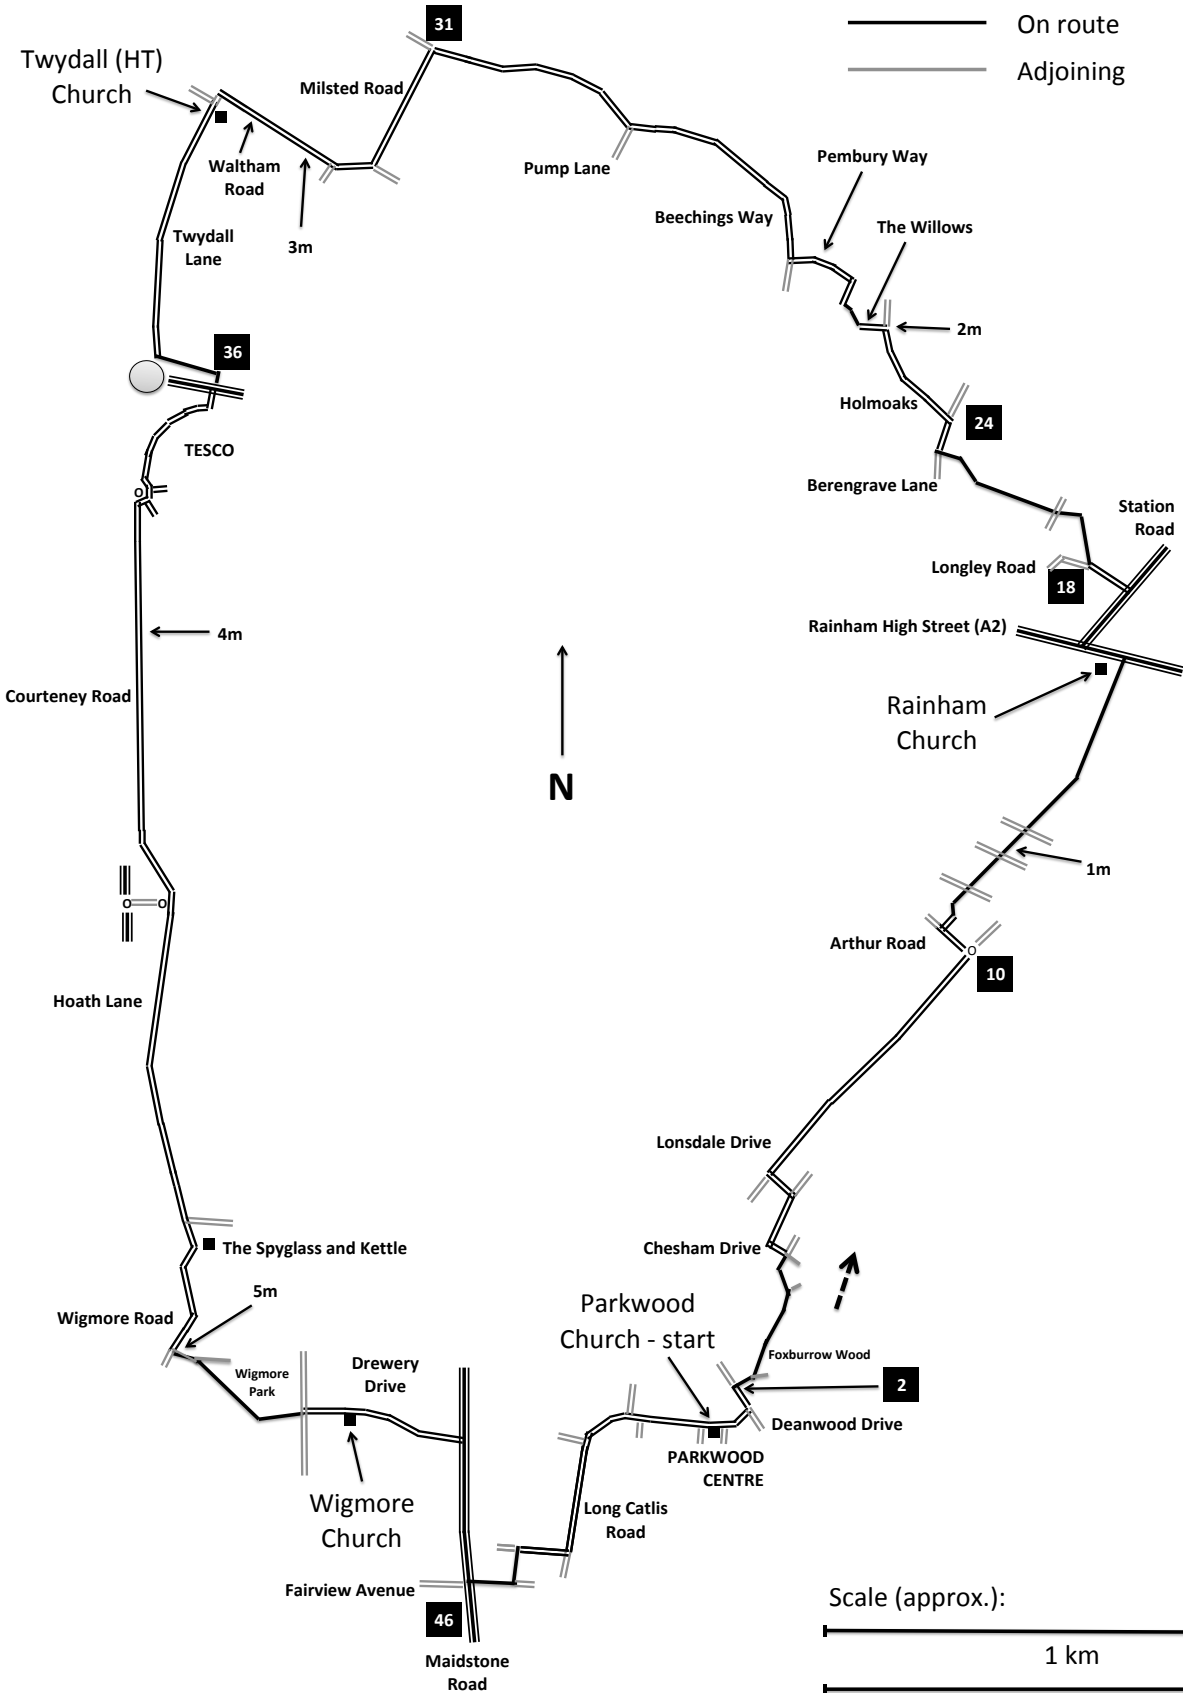 31
On route
Adjoining
Twydall (HT)
Church
Milsted Road
Waltham
Road
Pump Lane
Pembury Way
Beechings Way
The Willows
Twydall
Lane
3m
2m
36
Holmoaks
24
TESCO
Berengrave Lane
Station
Road
Longley Road
18
4m
Rainham High Street (A2)
Courteney Road
Rainham
Church
N
1m
Arthur Road
10
Hoath Lane
Lonsdale Drive
The Spyglass and Kettle
Chesham Drive
5m
Wigmore Road
Parkwood
Church - start
Foxburrow Wood
Wigmore
Park
Drewery
Drive
2
Deanwood Drive
PARKWOOD
CENTRE
Wigmore
Church
Long Catlis
Road
Fairview Avenue
46
Maidstone
Road
Scale (approx.):
1 km